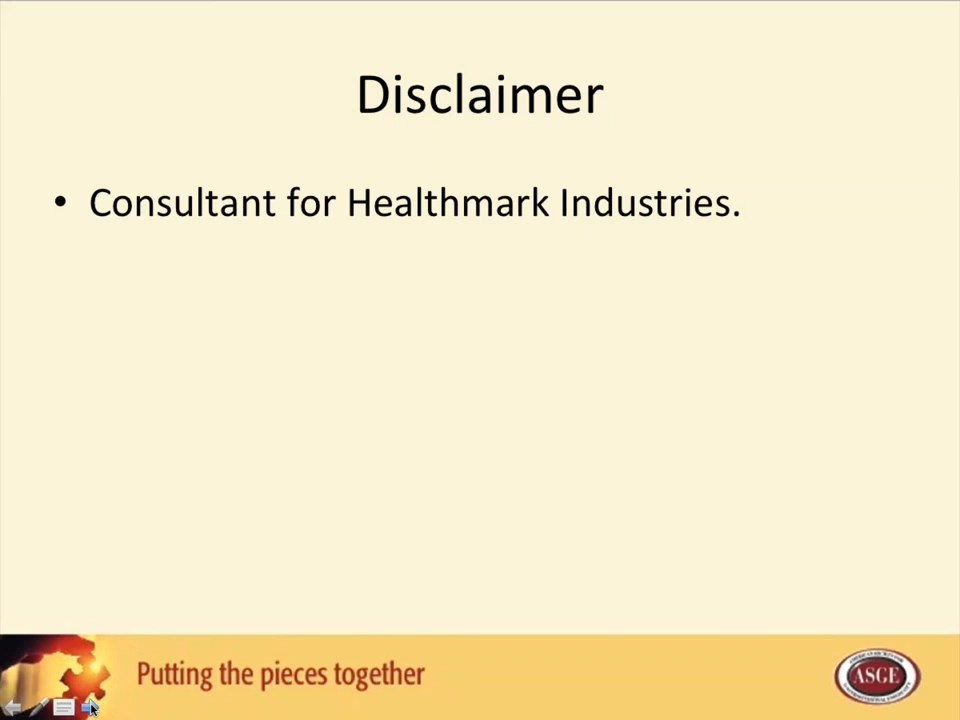 Disclaimer
• Consultant for Healthmark Industries.
Putting the pieces together
ASGE